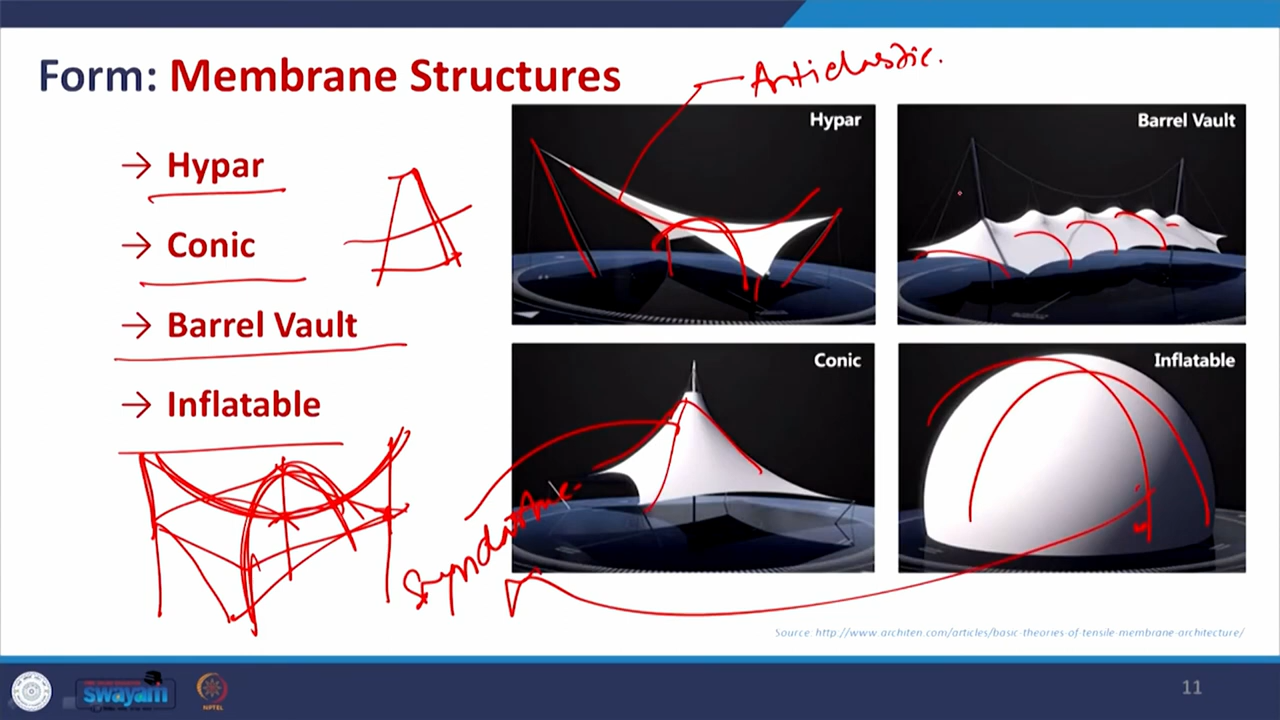 Form: Membrane Structures
Anticlastic.
→ Hypar
→ Conic
→ Barrel Vault
→ Inflatable
Hypar
Barrel Vault
Conic
Inflatable
Source: http://www.architen.com/articles/basic-theories-of-tensile-membrane-architecture/
swayam
NPTEL
11